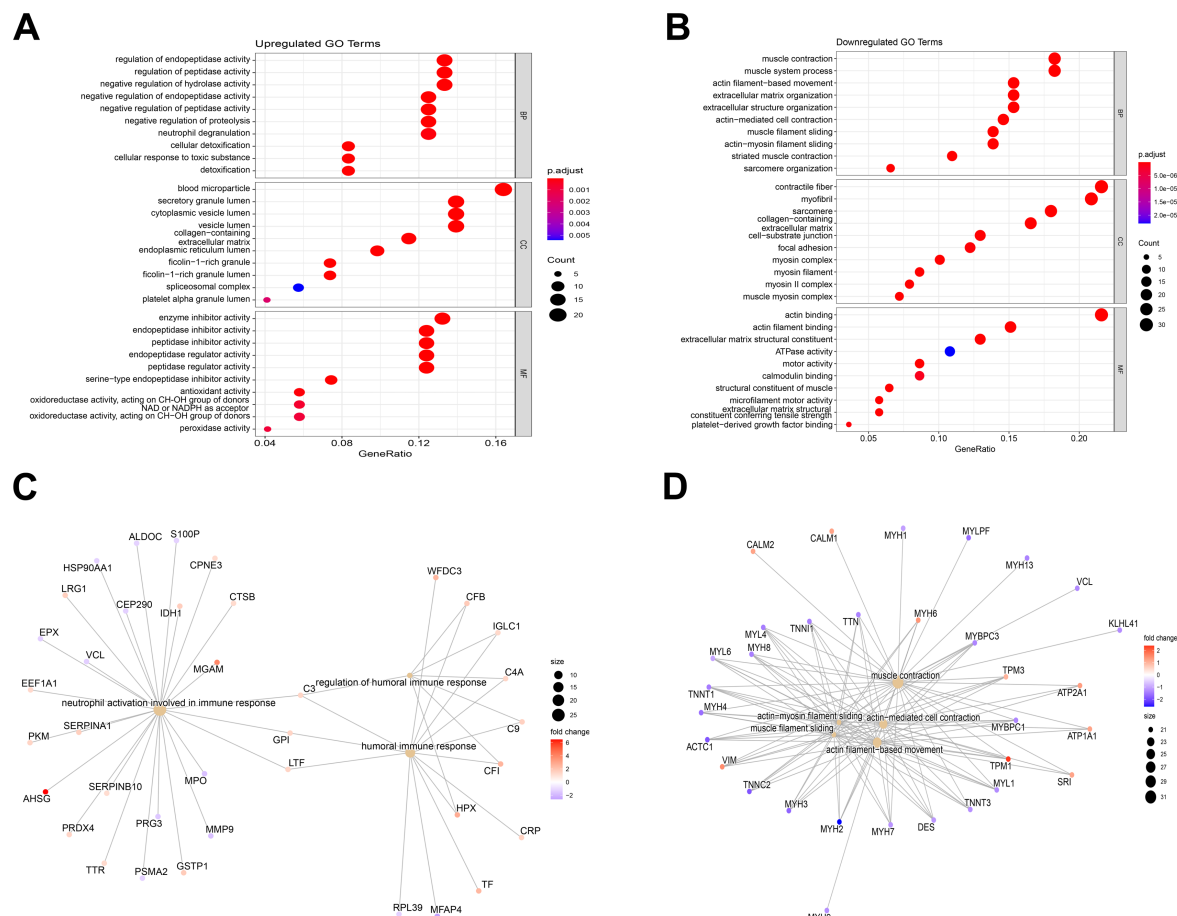 A
Upregulated GO Terms
regulation of endopeptidase activity
regulation of peptidase activity
negative regulation of hydrolase activity
negative regulation of endopeptidase activity
negative regulation of peptidase activity
negative regulation of proteolysis
neutrophil degranulation
cellular detoxification
cellular response to toxic substance
detoxification
BP
blood microparticle
secretory granule lumen
cytoplasmic vesicle lumen
vesicle lumen
collagen−containing
extracellular matrix
endoplasmic reticulum lumen
ficolin−1−rich granule
ficolin−1−rich granule lumen
spliceosomal complex
platelet alpha granule lumen
CC
enzyme inhibitor activity
endopeptidase inhibitor activity
peptidase inhibitor activity
endopeptidase regulator activity
peptidase regulator activity
serine−type endopeptidase inhibitor activity
antioxidant activity
oxidoreductase activity, acting on CH-OH group of donors
NAD or NADPH as acceptor
oxidoreductase activity, acting on CH−OH group of donors
peroxidase activity
MF
0.04
0.08
0.12
0.16
GeneRatio
p.adjust
0.001
0.002
0.003
0.004
0.005
Count
5
10
15
20
B
Downregulated GO Terms
muscle contraction
muscle system process
actin filament-based movement
extracellular matrix organization
extracellular structure organization
actin-mediated cell contraction
muscle filament sliding
actin-myosin filament sliding
striated muscle contraction
sarcomere organization
BP
contractile fiber
myofibril
sarcomere
collagen-containing
extracellular matrix
cell-substrate junction
focal adhesion
myosin complex
myosin filament
myosin II complex
muscle myosin complex
CC
actin binding
actin filament binding
extracellular matrix structural constituent
ATPase activity
motor activity
calmodulin binding
structural constituent of muscle
microfilament motor activity
extracellular matrix structural
constituent conferring tensile strength
platelet-derived growth factor binding
MF
0.05
0.10
0.15
0.20
GeneRatio
p.adjust
5.0e−06
1.0e−05
1.5e−05
2.0e−05
Count
5
10
15
20
25
30
C
ALDOC
S100P
HSP90AA1
CPNE3
LRG1
CEP290
IDH1
CTSB
EPX
VCL
MGAM
EEF1A1
neutrophil activation involved in immune response
SERPINA1
PKM
C3
GPI
LTF
AHSG
SERPINB10
MPO
PRDX4
PRG3
MMP9
TTR
PSMA2
GSTP1
WFDC3
CFB
IGLC1
regulation of humoral immune response
C4A
C9
humoral immune response
CFI
HPX
CRP
TF
RPL39
MFAP4
size
10
15
20
25
fold change
6
4
2
0
−2
D
CALM2
CALM1
MYH1
MYLPF
MYH13
VCL
KLHL41
MYL4
TNNI1
TTN
MYH6
MYBPC3
MYL6
MYH8
muscle contraction
TPM3
TNNT1
ATP2A1
MYH4
actin-myosin filament sliding
actin-mediated cell contraction
muscle filament sliding
MYBPC1
ATP1A1
ACTC1
actin filament-based movement
VIM
TPM1
SRI
TNNC2
MYL1
MYH3
TNNT3
MYH2
MYH7
DES
fold change
2
1
0
−1
−2
size
21
23
25
27
29
31